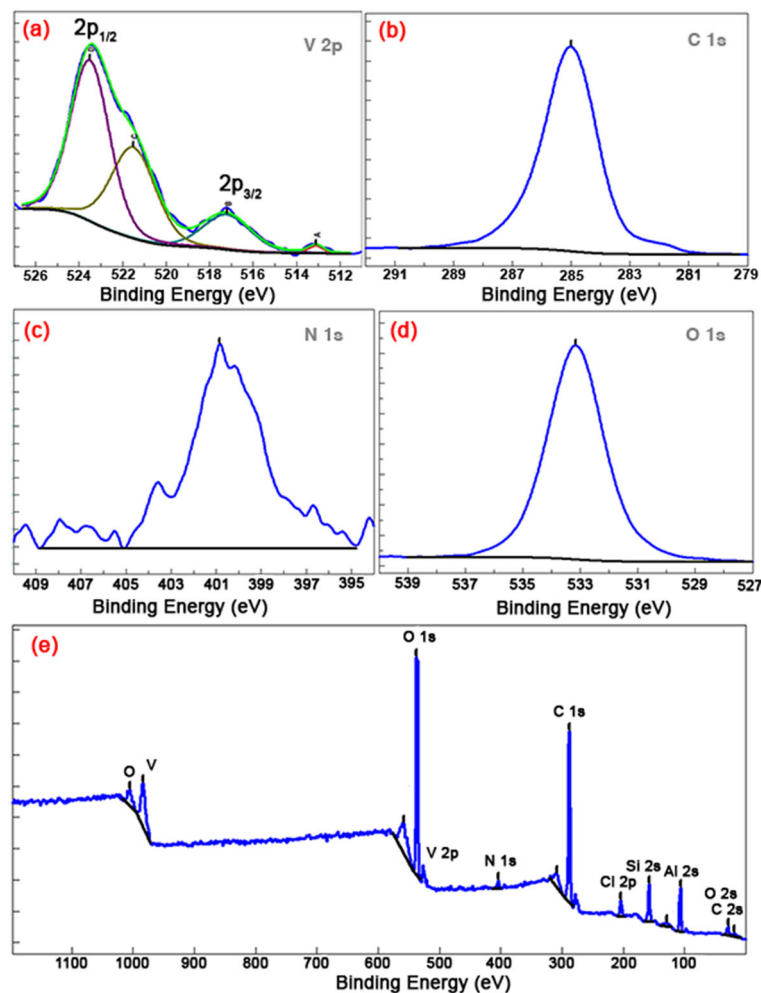 (a)
2p1/2
V 2p
D
C
2p3/2
B
A
526 524 522 520 518 516 514 512
Binding Energy (eV)
(b)
C 1s
291 289 287 285 283 281 279
Binding Energy (eV)
(c)
N 1s
409 407 405 403 401 399 397 395
Binding Energy (eV)
(d)
O 1s
539 537 535 533 531 529 527
Binding Energy (eV)
(e)
O 1s
C 1s
O
V
V 2p
N 1s
Cl 2p
Si 2s
Al 2s
O 2s
C 2s
1100 1000 900 800 700 600 500 400 300 200 100
Binding Energy (eV)